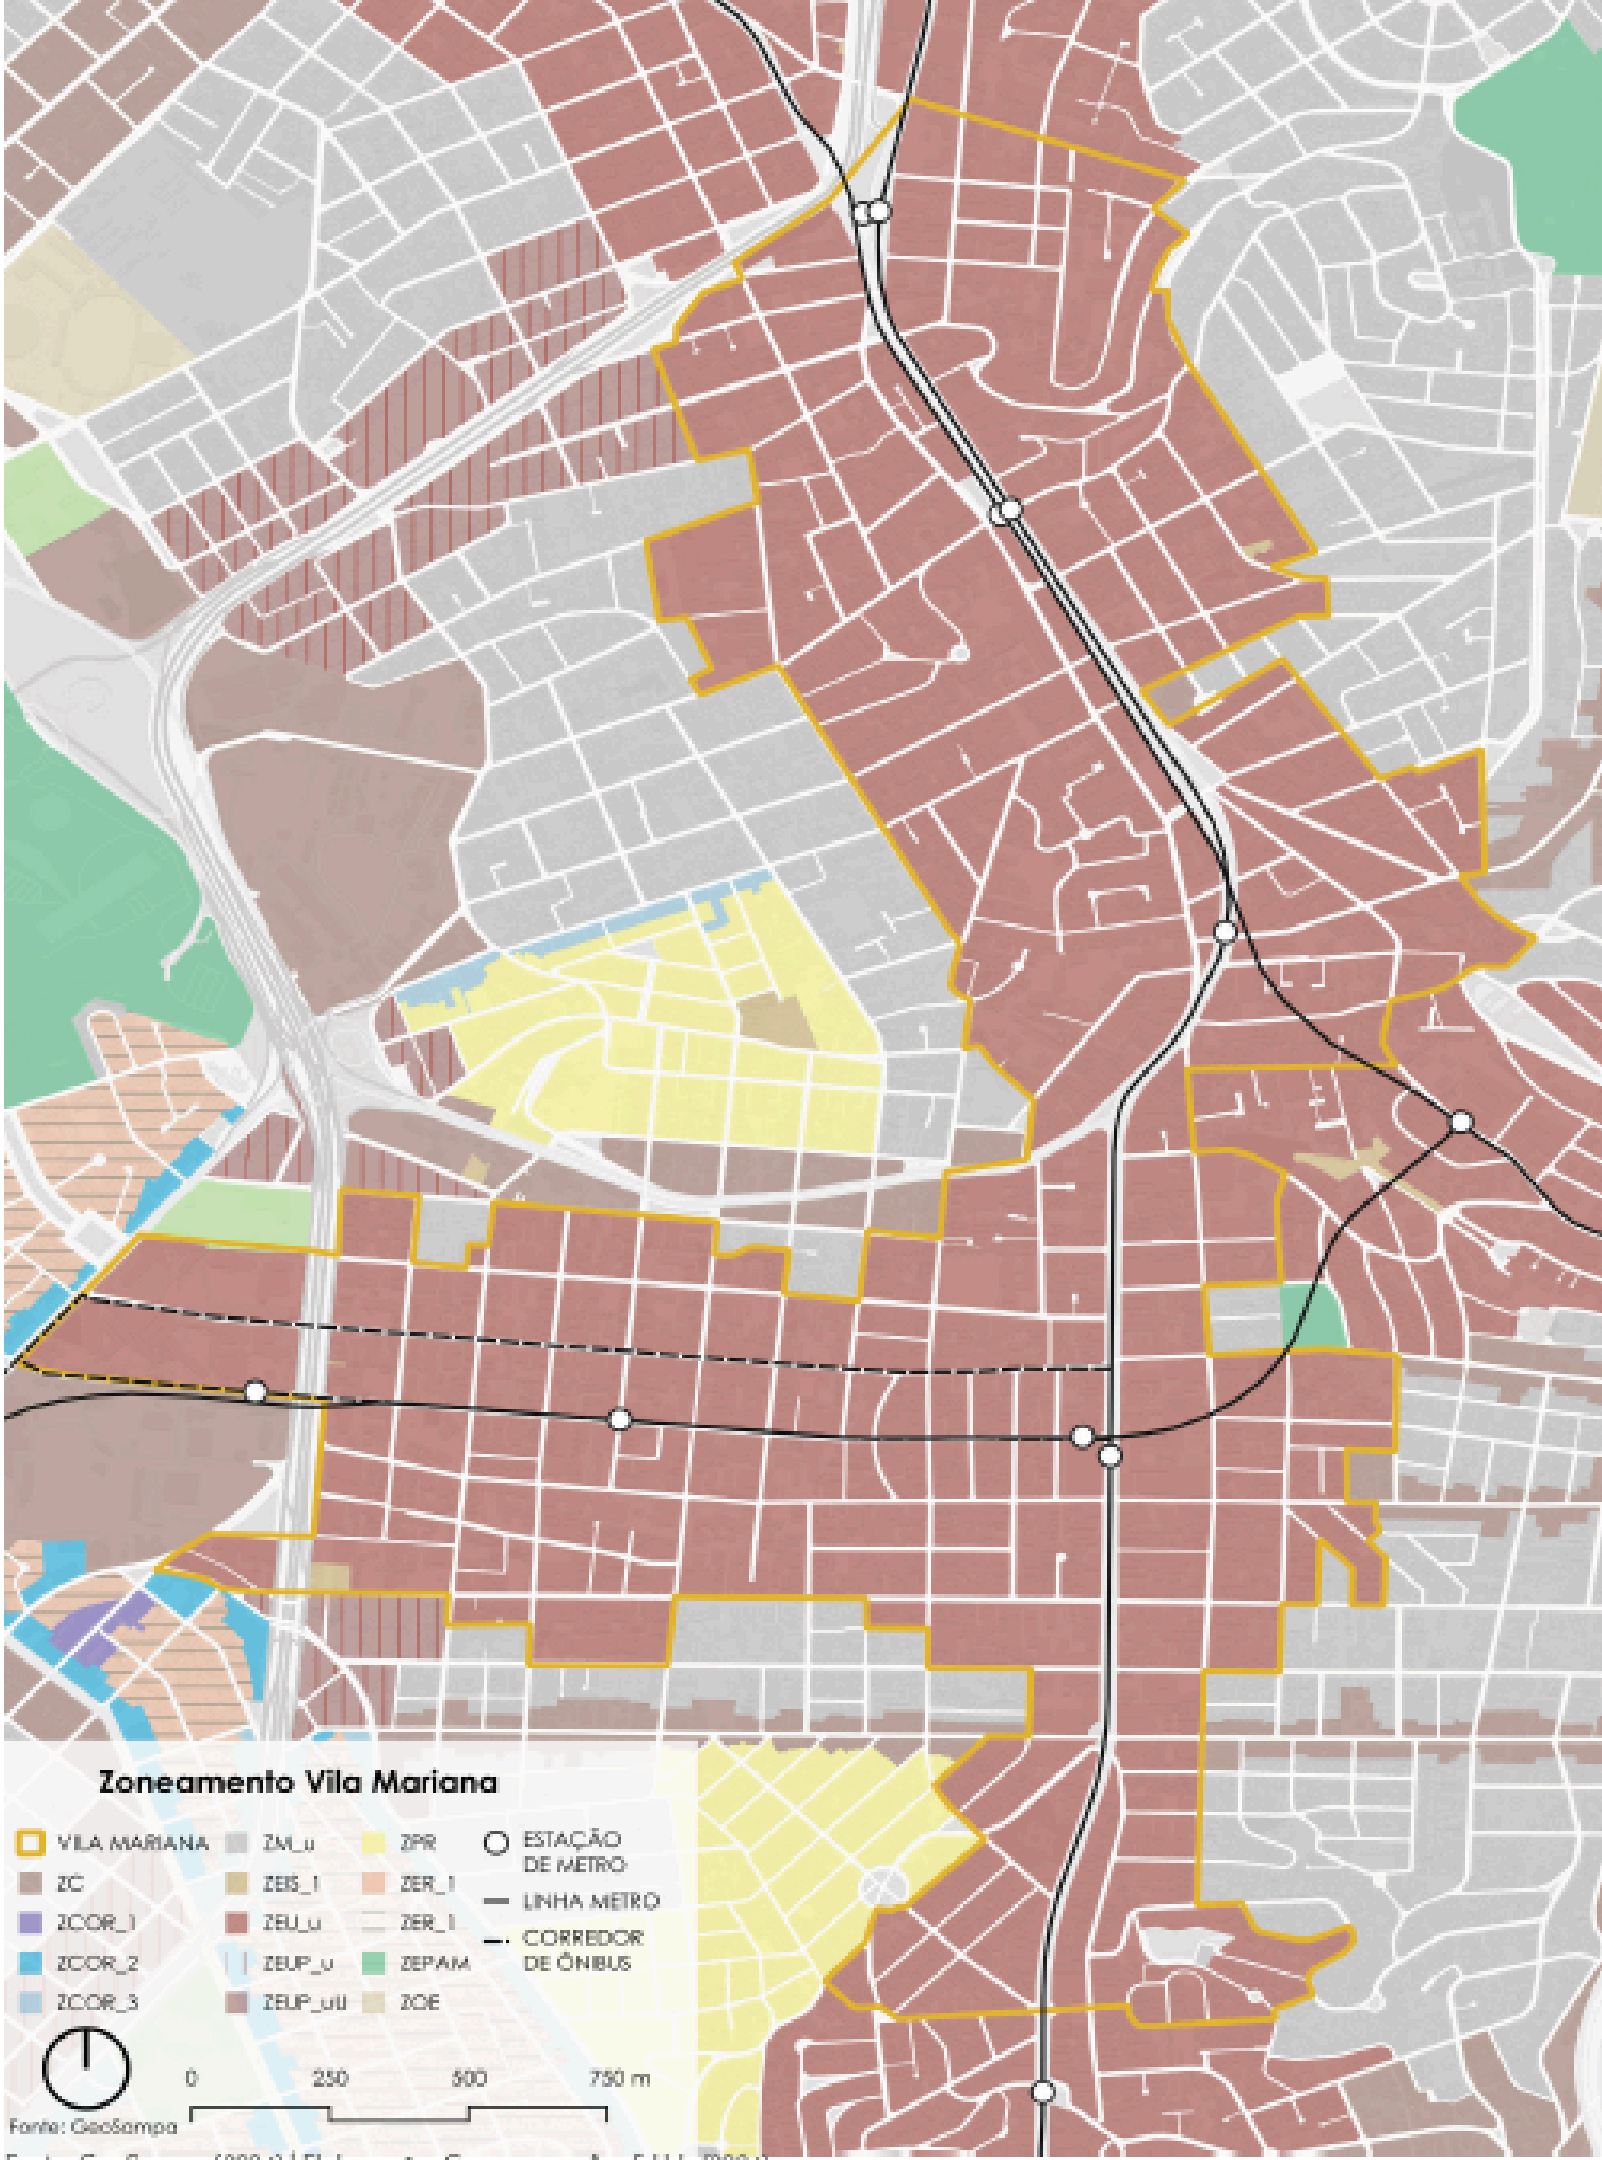 Zoneamento Vila Mariana
VILA MARIANA
ZC
ZCOR_1
ZCOR_2
ZCOR_3
ZM_u
ZEIS_1
ZEU_u
ZEUP_u
ZEUP_uU
ZPR
ZER_1
ZER_1
ZEPAM
ZOE
ESTAÇÃO
DE METRO
LINHA METRO
CORREDOR
DE ÔNIBUS
0 250 500 750 m
Fonte: GeoSampa